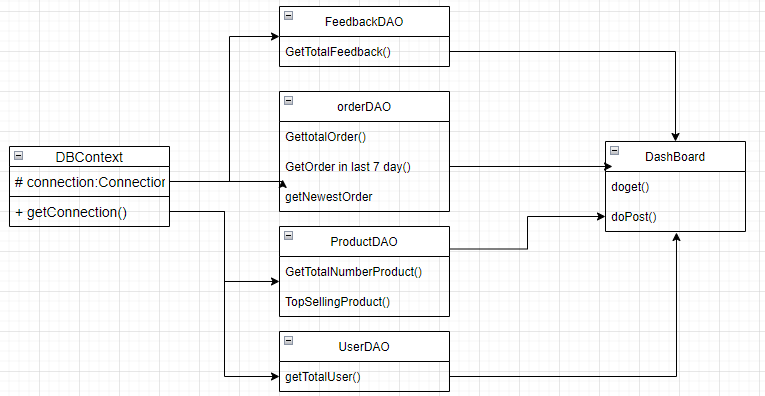 FeedbackDAO
GetTotalFeedback()
orderDAO
GettotalOrder()
GetOrder in last 7 day()
getNewestOrder
DBContext
# connection:Connection
+ getConnection()
DashBoard
doget()
doPost()
ProductDAO
GetTotalNumberProduct()
TopSellingProduct()
UserDAO
getTotalUser()